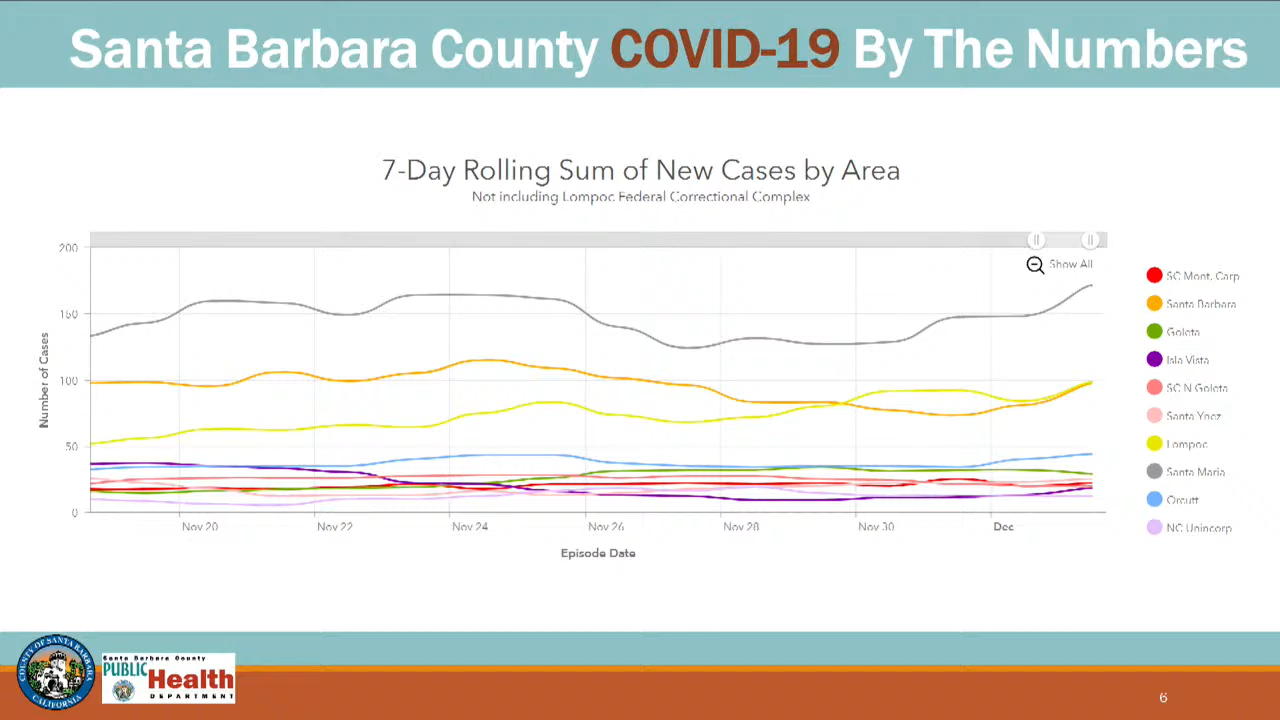 Santa Barbara County COVID-19 By The Numbers
7-Day Rolling Sum of New Cases by Area
Not including Lompoc Federal Correctional Complex
200
150
100
50
0
Number of Cases
Show All
Nov 20
Nov 22
Nov 24
Nov 26
Nov 28
Nov 30
Dec
Episode Date
SC Mont. Carp
Santa Barbara
Goleta
Isla Vista
SC N Goleta
Santa Ynez
Lompoc
Santa Maria
Orcutt
NC Unincorp
COUNTY OF SANTA BARBARA
CALIFORNIA
Santa Barbara County
PUBLIC
Health
DEPARTMENT
6